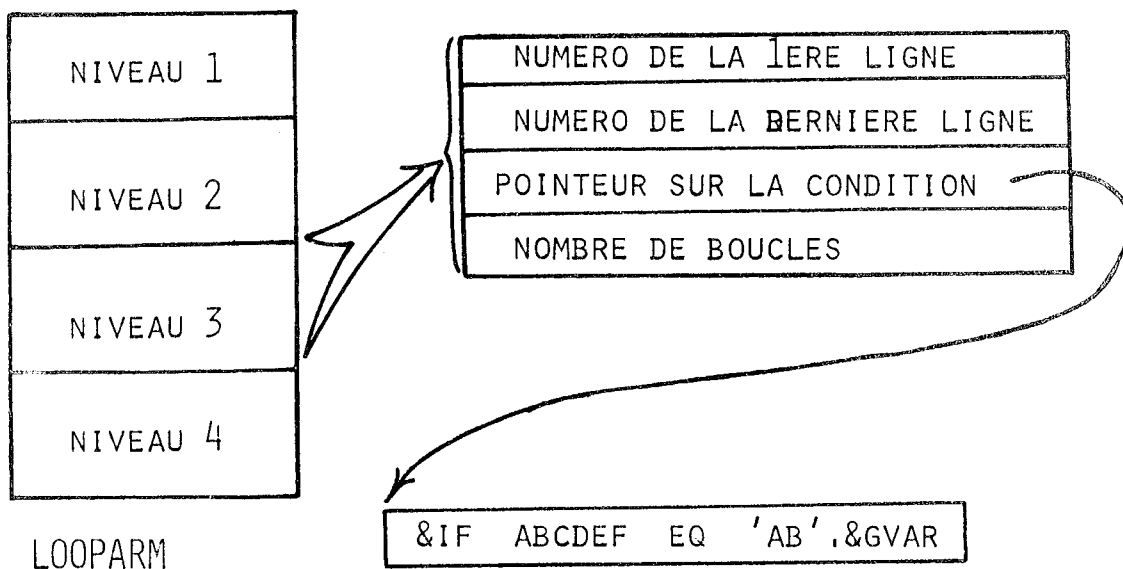 NIVEAU 1
NIVEAU 2
NIVEAU 3
NIVEAU 4
LOOPARM
NUMERO DE LA 1ERE LIGNE
NUMERO DE LA DERNIERE LIGNE
POINTEUR SUR LA CONDITION
NOMBRE DE BOUCLES
&IF ABCDEF EQ 'AB'.&GVAR